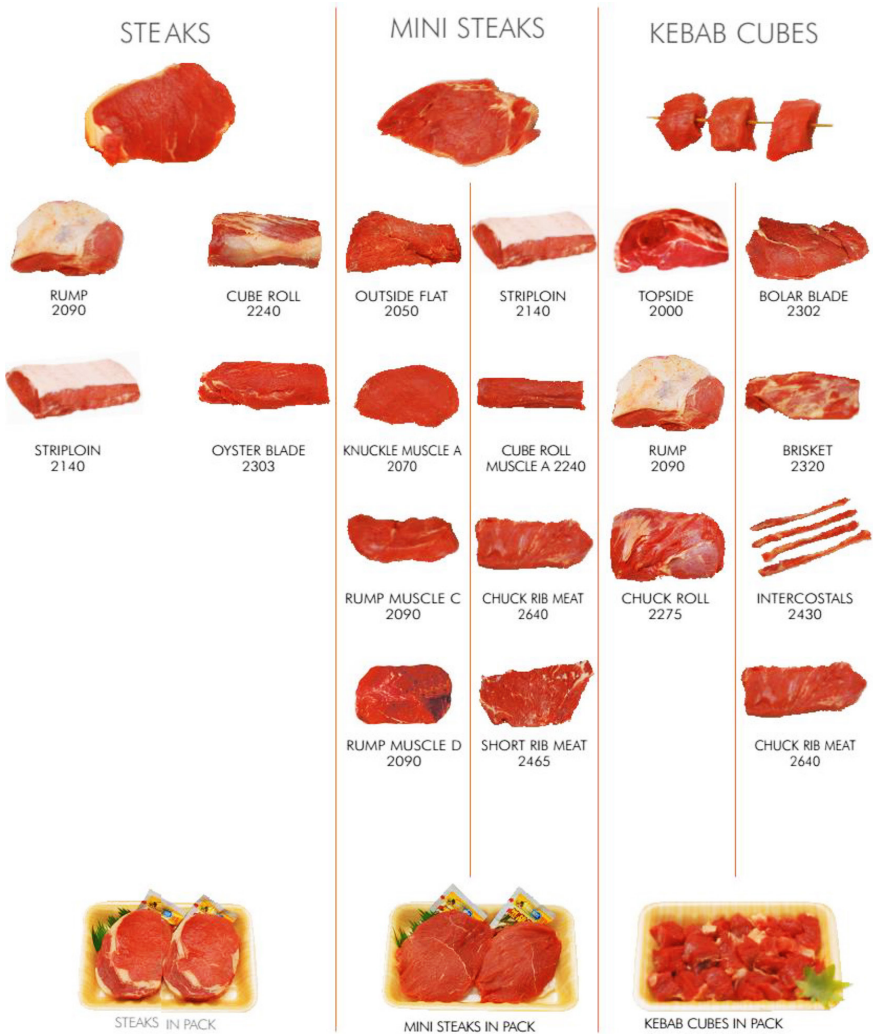 STEAKS
RUMP
2090
CUBE ROLL
2240
STRIPLOIN
2140
OYSTER BLADE
2303
STEAKS IN PACK
MINI STEAKS
OUTSIDE FLAT
2050
STRIPLOIN
2140
KNUCKLE MUSCLE A
2070
CUBE ROLL
MUSCLE A 2240
RUMP MUSCLE C
2090
CHUCK RIB MEAT
2640
RUMP MUSCLE D
2090
SHORT RIB MEAT
2465
MINI STEAKS IN PACK
KEBAB CUBES
TOPSIDE
2000
BOLAR BLADE
2302
RUMP
2090
BRISKET
2320
CHUCK ROLL
2275
INTERCOSTALS
2430
CHUCK RIB MEAT
2640
KEBAB CUBES IN PACK